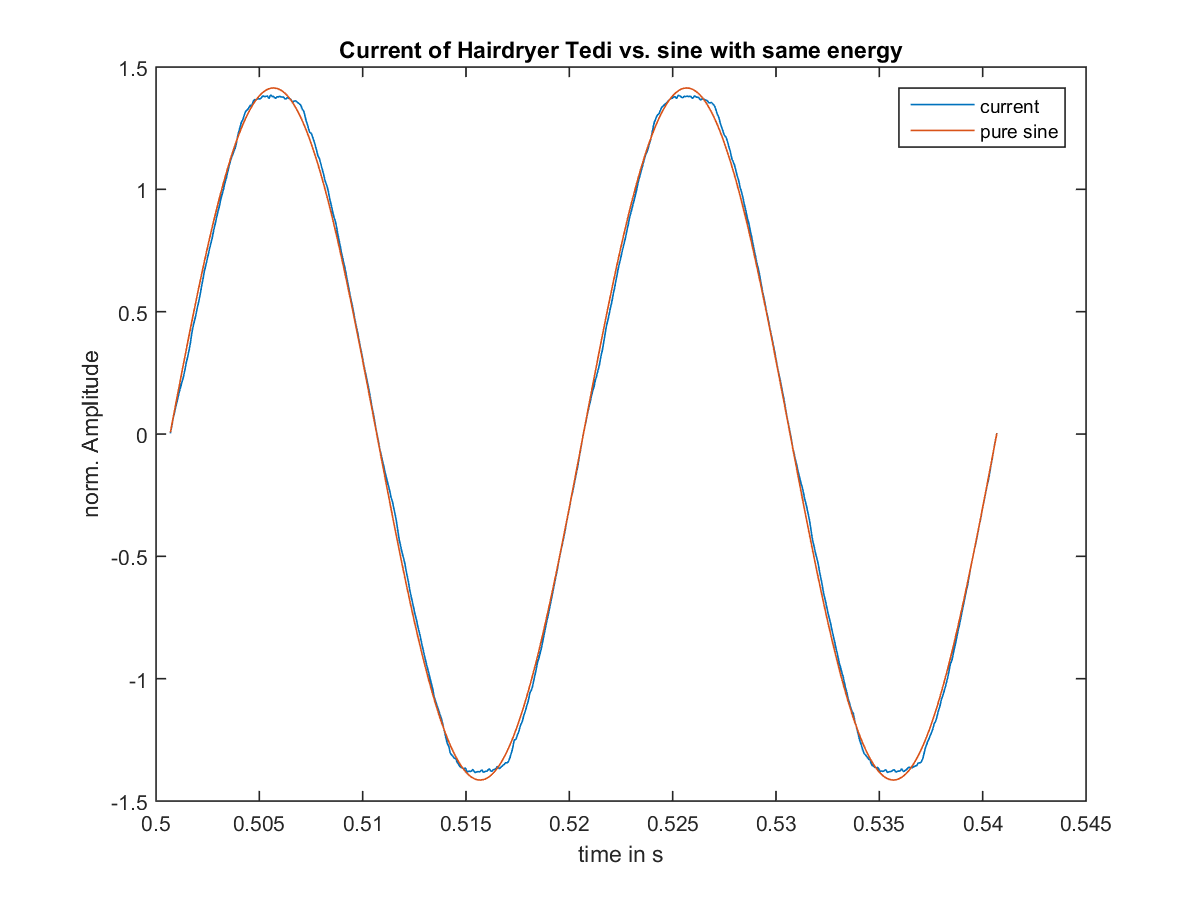 Current of Hairdryer Tedi vs. sine with same energy
current
pure sine
norm. Amplitude
1.5
1
0.5
0
-0.5
-1
-1.5
0.5 0.505 0.51 0.515 0.52 0.525 0.53 0.535 0.54 0.545
time in s